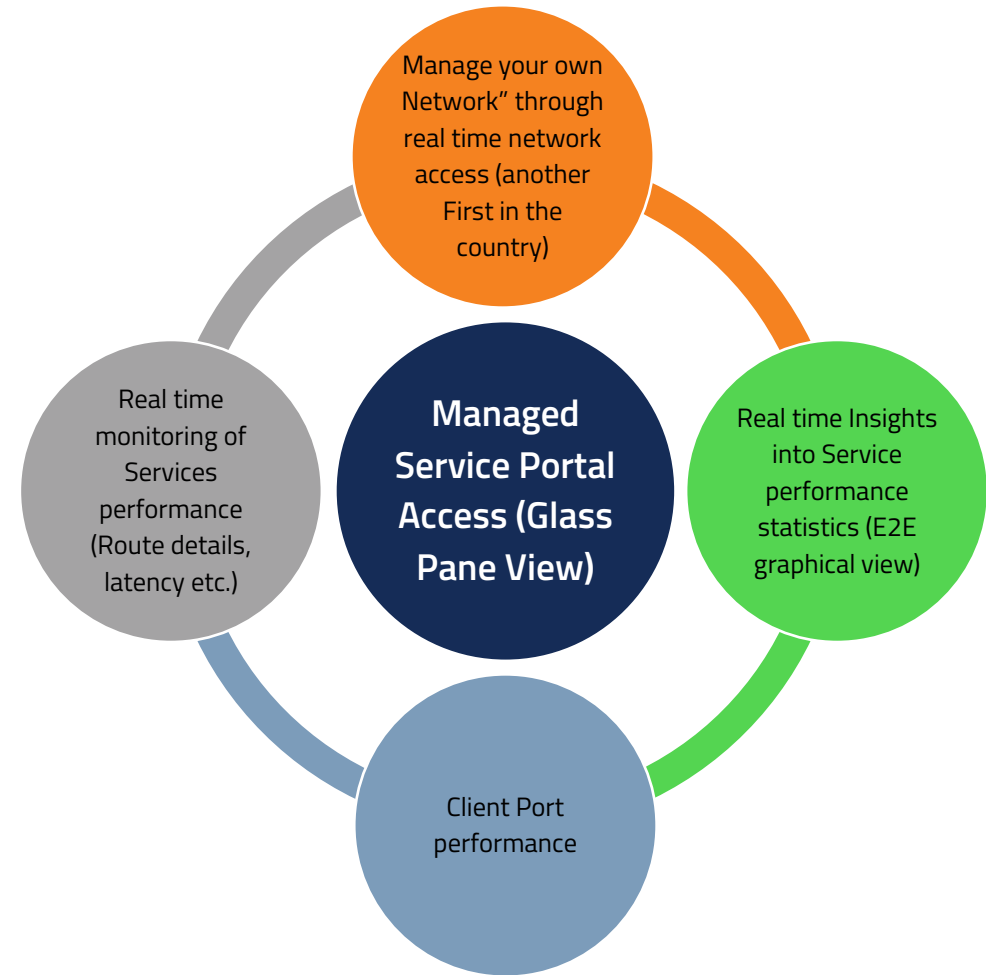 Manage your own
Network” through
real time network
access (another
First in the
country)
Real time
monitoring of
Services
performance
(Route details,
latency etc.)
Managed
Service Portal
Access (Glass
Pane View)
Real time Insights
into Service
performance
statistics (E2E
graphical view)
Client Port
performance